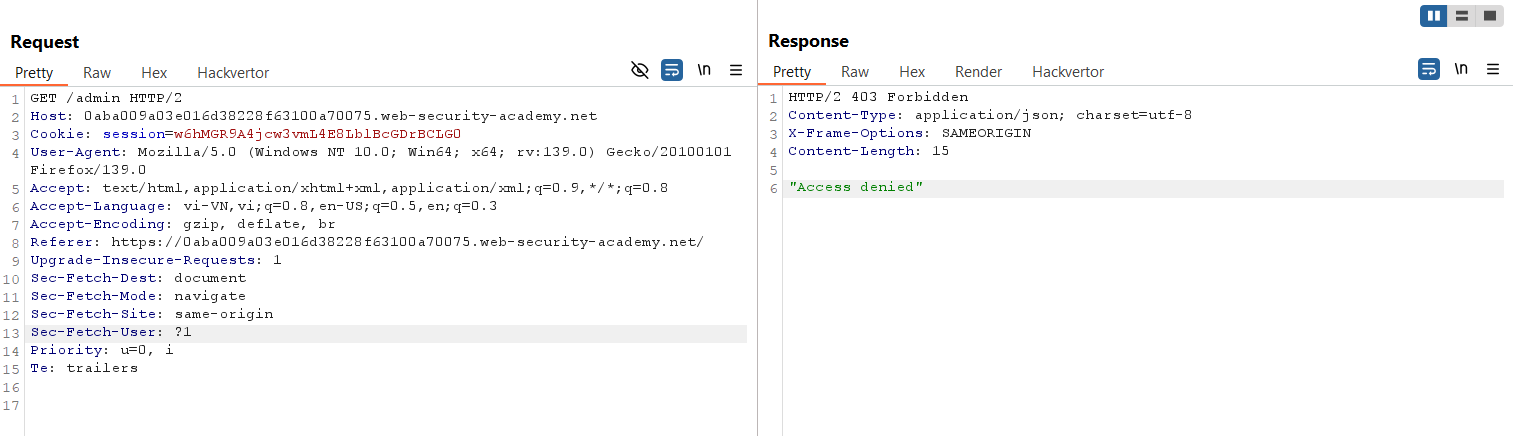 Request
Pretty Raw Hex Hackvertor \n
1 GET /admin HTTP/2
2 Host: 0aba009a03e016d38228f63100a70075.web-security-academy.net
3 Cookie: session=w6hMGR9A4jcw3vmL4E8LblBcGDrBCLG0
4 User-Agent: Mozilla/5.0 (Windows NT 10.0; Win64; x64; rv:139.0) Gecko/20100101
Firefox/139.0
5 Accept: text/html,application/xhtml+xml,application/xml;q=0.9,*/*;q=0.8
6 Accept-Language: vi-VN,vi;q=0.8,en-US;q=0.5,en;q=0.3
7 Accept-Encoding: gzip, deflate, br
8 Referer: https://0aba009a03e016d38228f63100a70075.web-security-academy.net/
9 Upgrade-Insecure-Requests: 1
10 Sec-Fetch-Dest: document
11 Sec-Fetch-Mode: navigate
12 Sec-Fetch-Site: same-origin
13 Sec-Fetch-User: ?1
14 Priority: u=0, i
15 Te: trailers
16
17
Response
Pretty Raw Hex Render Hackvertor \n
1 HTTP/2 403 Forbidden
2 Content-Type: application/json; charset=utf-8
3 X-Frame-Options: SAMEORIGIN
4 Content-Length: 15
5
6 "Access denied"